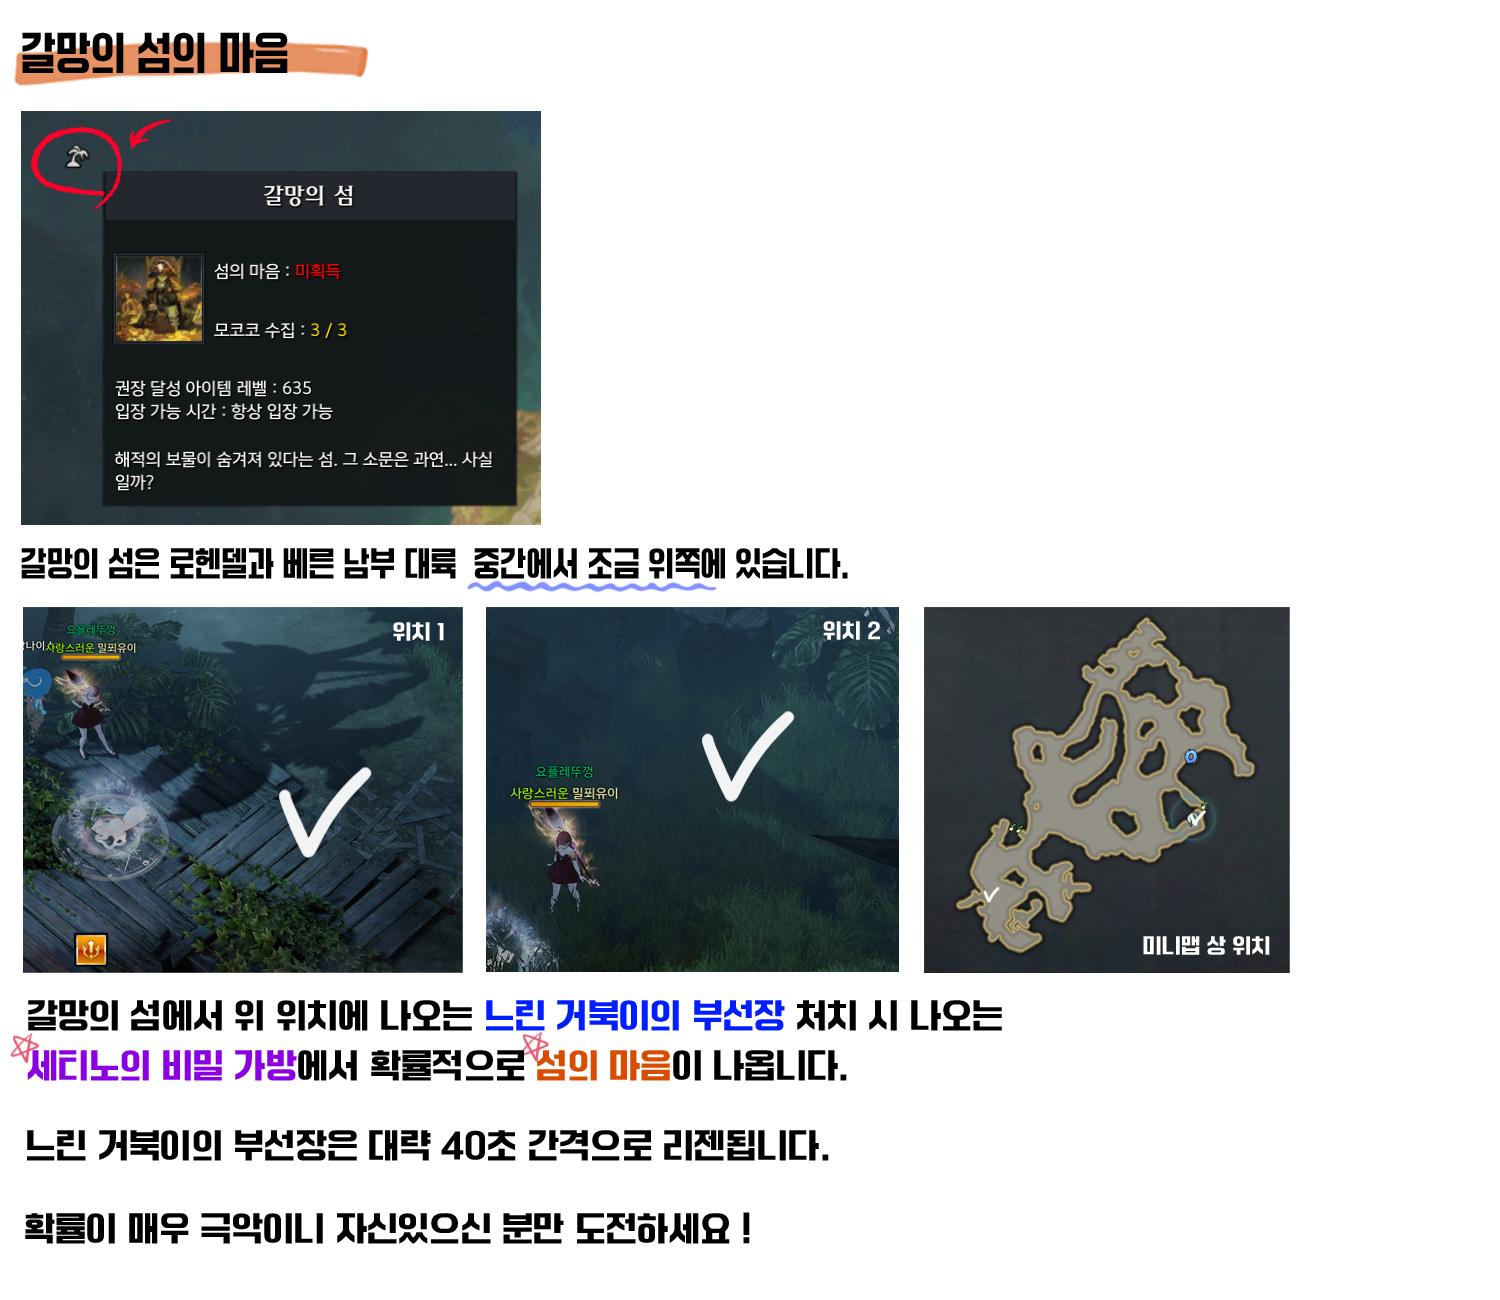 갈망의 섬의 마음
갈망의 섬
섬의 마음 : 미획득
모코코 수집 : 3 / 3
권장 달성 아이템 레벨 : 635
입장 가능 시간 : 항상 입장 가능
해적의 보물이 숨겨져 있다는 섬. 그 소문은 과연... 사실
일까?
갈망의 섬은 로헨델과 베른 남부 대륙 중간에서 조금 위쪽에 있습니다.
위치 1
요플레뚜껑
사랑스러운 밀푀유이
위치 2
요플레뚜껑
사랑스러운 밀푀유이
미니맵 상 위치
갈망의 섬에서 위 위치에 나오는 느린 거북이의 부선장 처치 시 나오는
세티노의 비밀 가방에서 확률적으로 섬의 마음이 나옵니다.
느린 거북이의 부선장은 대략 40초 간격으로 리젠됩니다.
확률이 매우 극악이니 자신있으신 분만 도전하세요 !